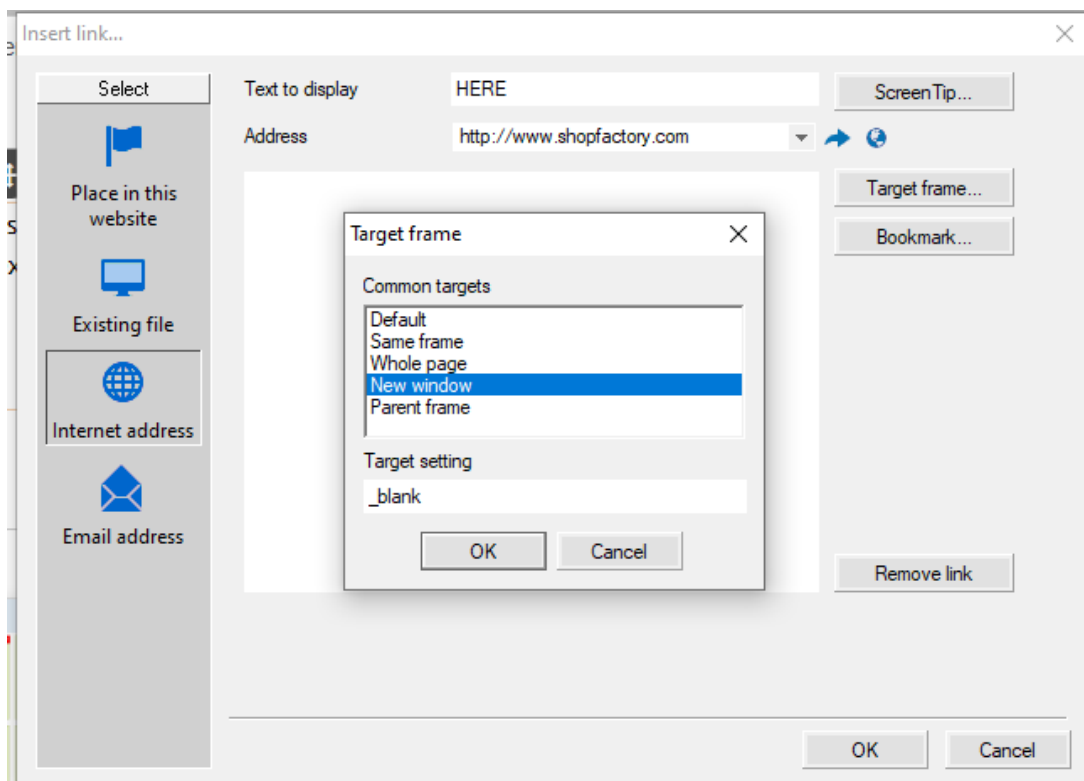 Insert link...
Select
Text to display
HERE
ScreenTip...
Address
http://www.shopfactory.com
Place in this
website
Target frame...
Bookmark...
Existing file
Internet address
Email address
Target frame
Common targets
Default
Same frame
Whole page
New window
Parent frame
Target setting
_blank
OK
Cancel
Remove link
OK
Cancel